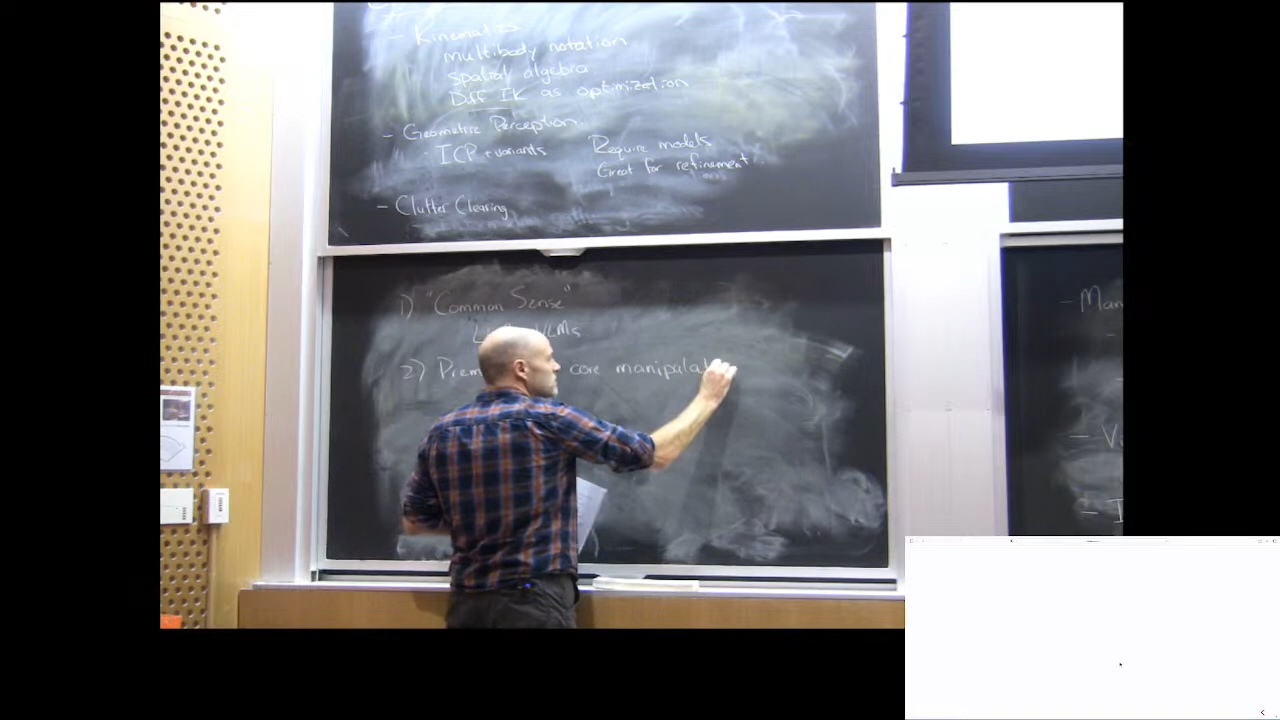 - Kinematics
multibody notation
spatial algebra
Diff IK as optimization
- Geometric Perception.
ICP + variants
Require models
Great for refinement
- Clutter Clearing
1) "Common Sense"
VLMs
2) core manipulat
- Man